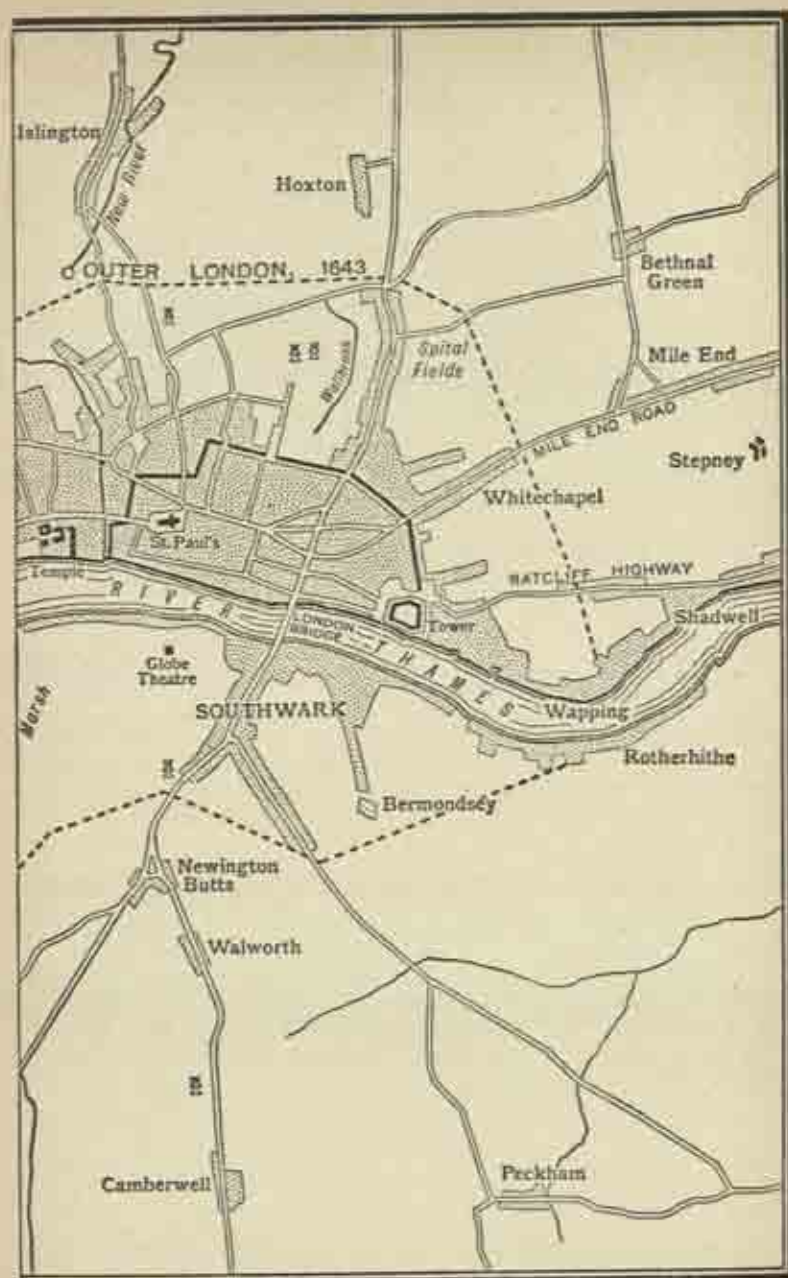 Islington
New River
Hoxton
OUTER LONDON, 1643
Bethnal
Green
Walbrook
Spital
Fields
Mile End
MILE END ROAD
Stepney
Whitechapel
St. Paul's
Temple
RATCLIFF HIGHWAY
Shadwell
RIVER
LONDON
BRIDGE
THAMES
Tower
Globe
Theatre
Marsh
SOUTHWARK
Wapping
Rotherhithe
Bermondsey
Newington
Butts
Walworth
Camberwell
Peckham